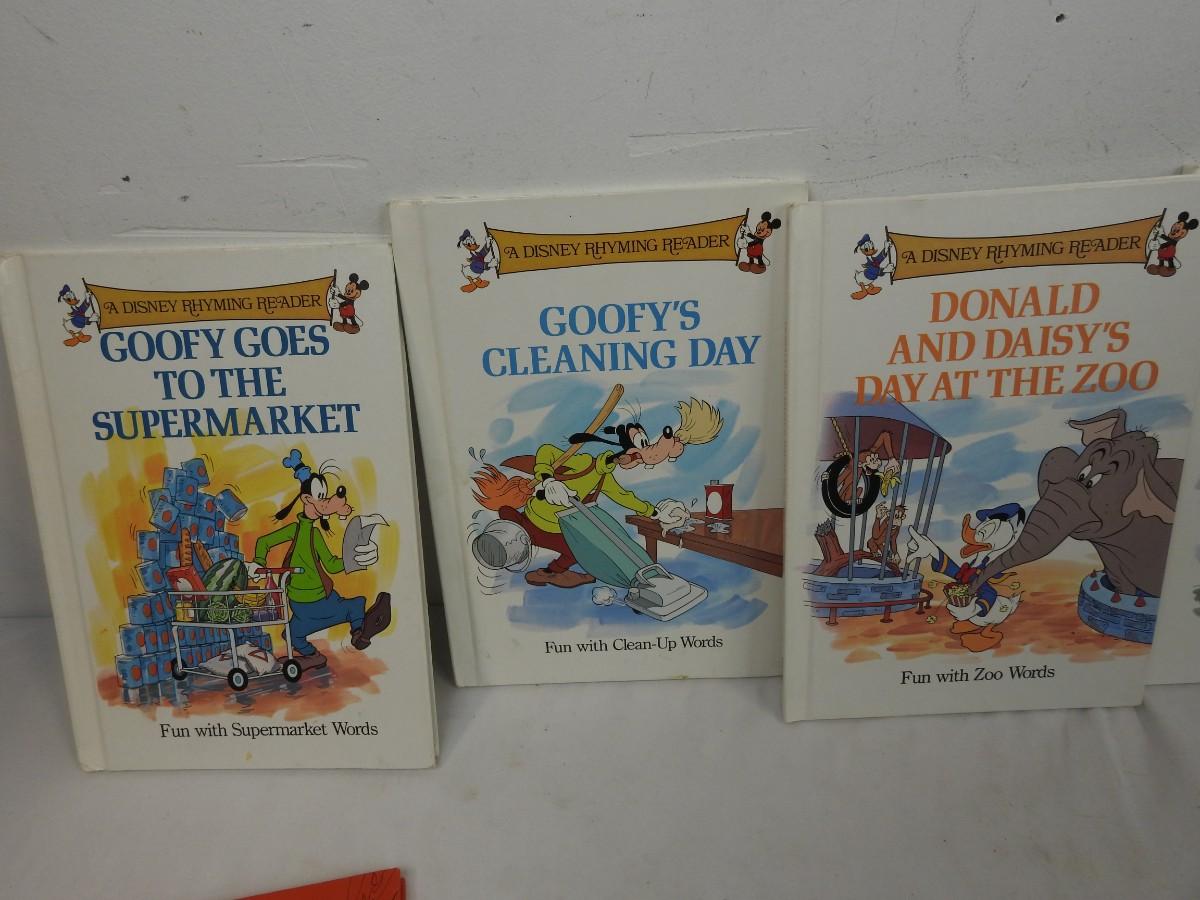 A DISNEY RHYMING READER
GOOFY GOES
TO THE
SUPERMARKET
Fun with Supermarket Words
A DISNEY RHYMING READER
GOOFY'S
CLEANING DAY
Fun with Clean-Up Words
A DISNEY RHYMING READER
DONALD
AND DAISY'S
DAY AT THE ZOO
Fun with Zoo Words